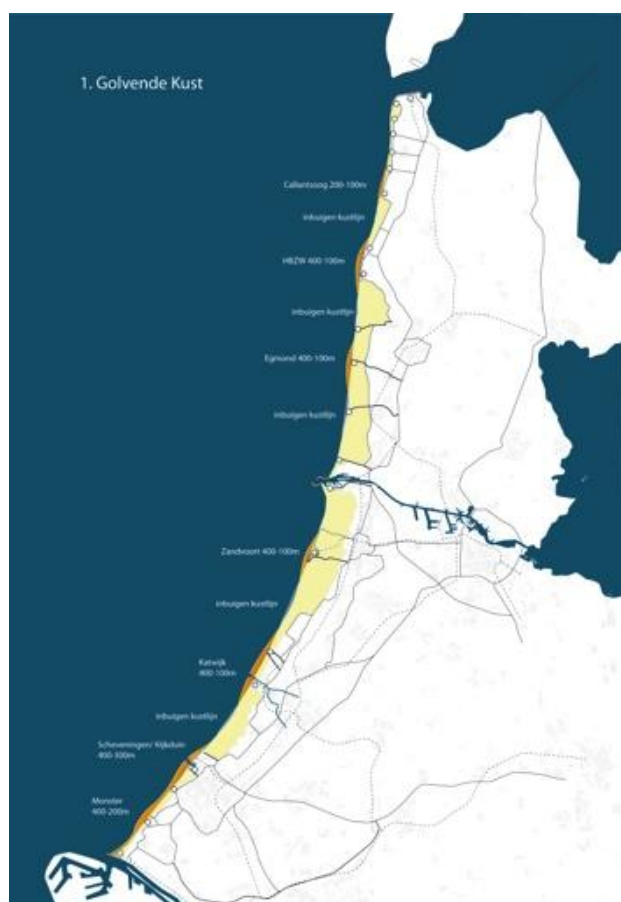 1. Golvende Kust
Callantsoog 200-100m
inbuigen kustlijn
HBZW 400-100m
inbuigen kustlijn
Egmond 400-100m
inbuigen kustlijn
Zandvoort 400-100m
inbuigen kustlijn
Katwijk
400-100m
inbuigen kustlijn
Scheveningen/ Kijkduin
400-300m
Monster
400-200m